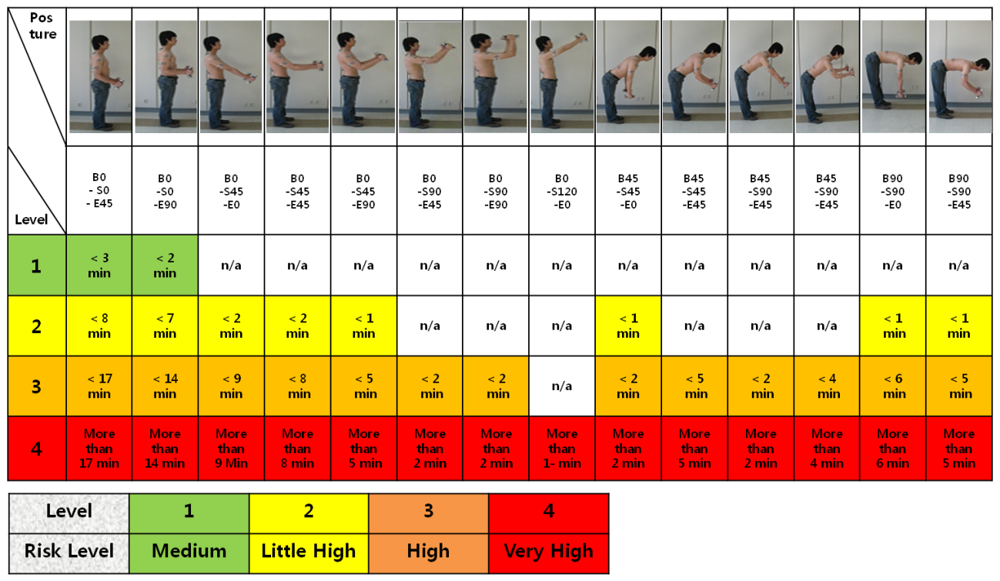 Pos
ture
Level
B0
- S0
- E45
B0
-S0
-E90
B0
-S45
-E0
B0
-S45
-E45
B0
-S45
-E90
B0
-S90
-E45
B0
-S90
-E90
B0
-S120
-E0
B45
-S45
-E0
B45
-S45
-E45
B45
-S90
-E45
B45
-S90
-E45
B90
-S90
-E0
B90
-S90
-E45
1
< 3
min
< 2
min
n/a
n/a
n/a
n/a
n/a
n/a
n/a
n/a
n/a
n/a
n/a
n/a
2
< 8
min
< 7
min
< 2
min
< 2
min
< 1
min
n/a
n/a
n/a
< 1
min
n/a
n/a
n/a
< 1
min
< 1
min
3
< 17
min
< 14
min
< 9
min
< 8
min
< 5
min
< 2
min
< 2
min
n/a
< 2
min
< 5
min
< 2
min
< 4
min
< 6
min
< 5
min
4
More
than
17 min
More
than
14 min
More
than
9 Min
More
than
8 min
More
than
5 min
More
than
2 min
More
than
2 min
More
than
1- min
More
than
2 min
More
than
5 min
More
than
2 min
More
than
4 min
More
than
6 min
More
than
5 min
Level
1
2
3
4
Risk Level
Medium
Little High
High
Very High